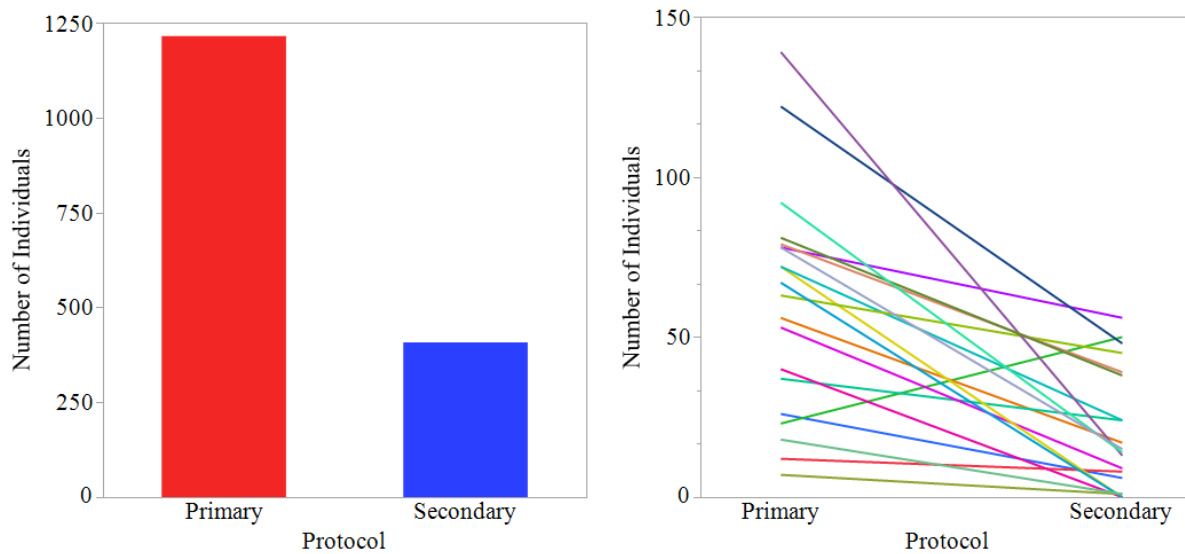 Number of Individuals
1250
1000
750
500
250
0
Primary
Secondary
Protocol
Number of Individuals
150
100
50
0
Primary
Secondary
Protocol